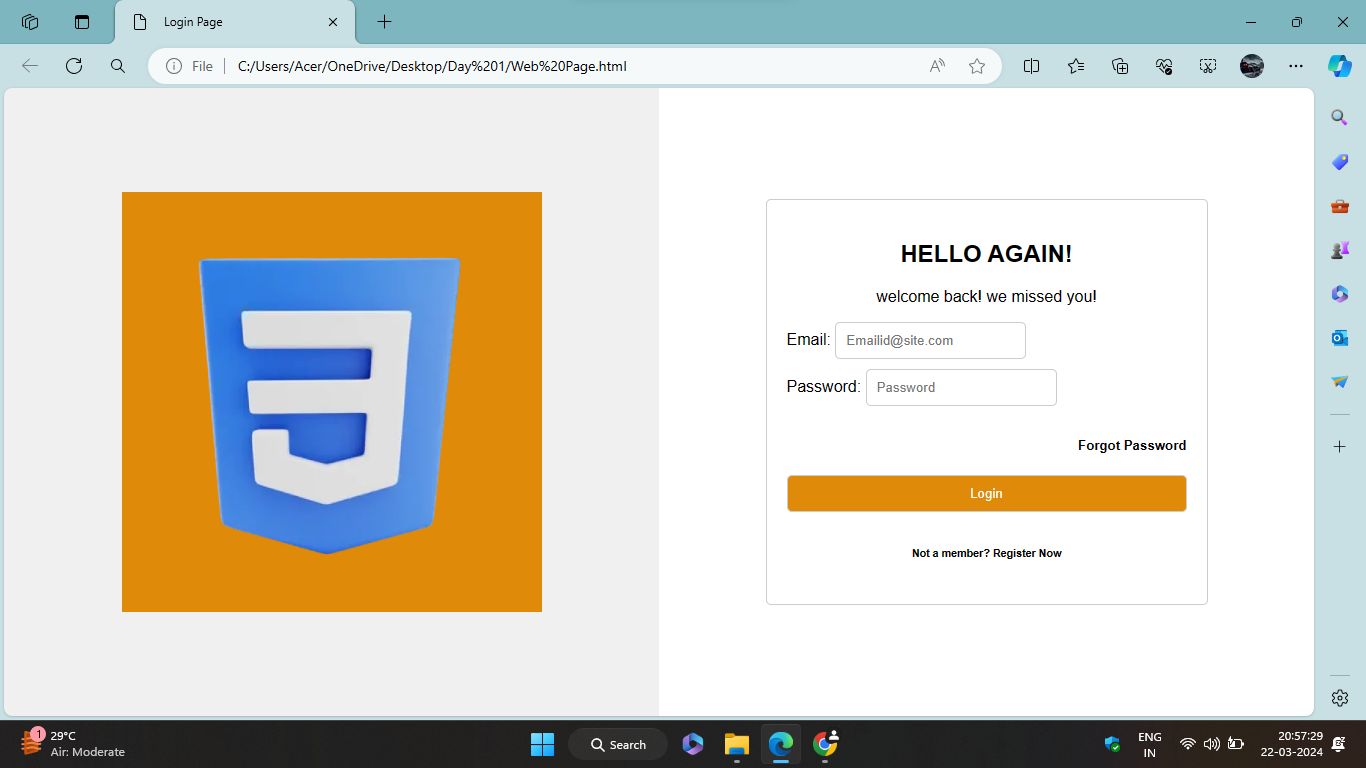 Login Page
File
C:/Users/Acer/OneDrive/Desktop/Day%201/Web%20Page.html
HELLO AGAIN!
welcome back! we missed you!
Email: Emailid@site.com
Password: Password
Forgot Password
Login
Not a member? Register Now
1
29°C
Air: Moderate
Search
ENG
IN
20:57:29
22-03-2024